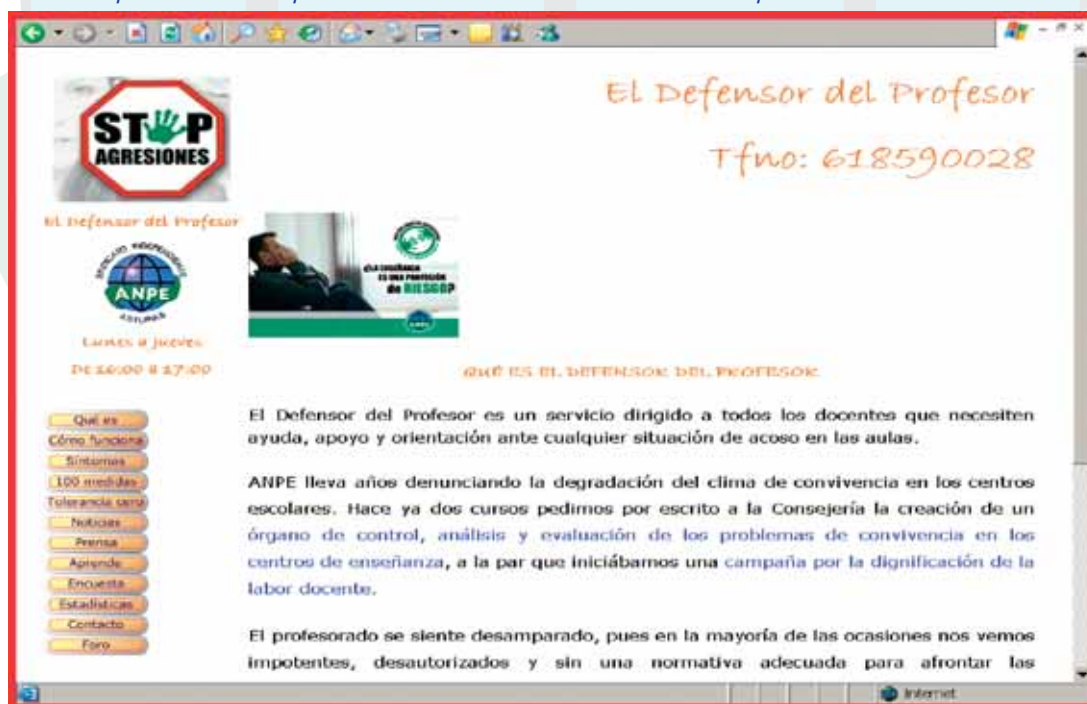 El Defensor del Profesor
Tfno: 618590028
STOP
AGRESIONES
El Defensor del Profesor
SINDICATO INDEPENDIENTE
ANPE
ASTURIAS
Lunes a jueves
De 16:00 a 17:00
¿LA ENSEÑANZA
ES UNA PROFESIÓN
de RIESGO?
ANPE
QUÉ ES EL DEFENSOR DEL PROFESOR
Qué es
Cómo funciona
Síntomas
100 medidas
Tolerancia cero
Noticias
Prensa
Aprende
Encuesta
Estadísticas
Contacto
Foro
El Defensor del Profesor es un servicio dirigido a todos los docentes que necesiten
ayuda, apoyo y orientación ante cualquier situación de acoso en las aulas.
ANPE lleva años denunciando la degradación del clima de convivencia en los centros
escolares. Hace ya dos cursos pedimos por escrito a la Consejería la creación de un
órgano de control, análisis y evaluación de los problemas de convivencia en los
centros de enseñanza, a la par que iniciábamos una campaña por la dignificación de la
labor docente.
El profesorado se siente desamparado, pues en la mayoría de las ocasiones nos vemos
impotentes, desautorizados y sin una normativa adecuada para afrontar las
Internet